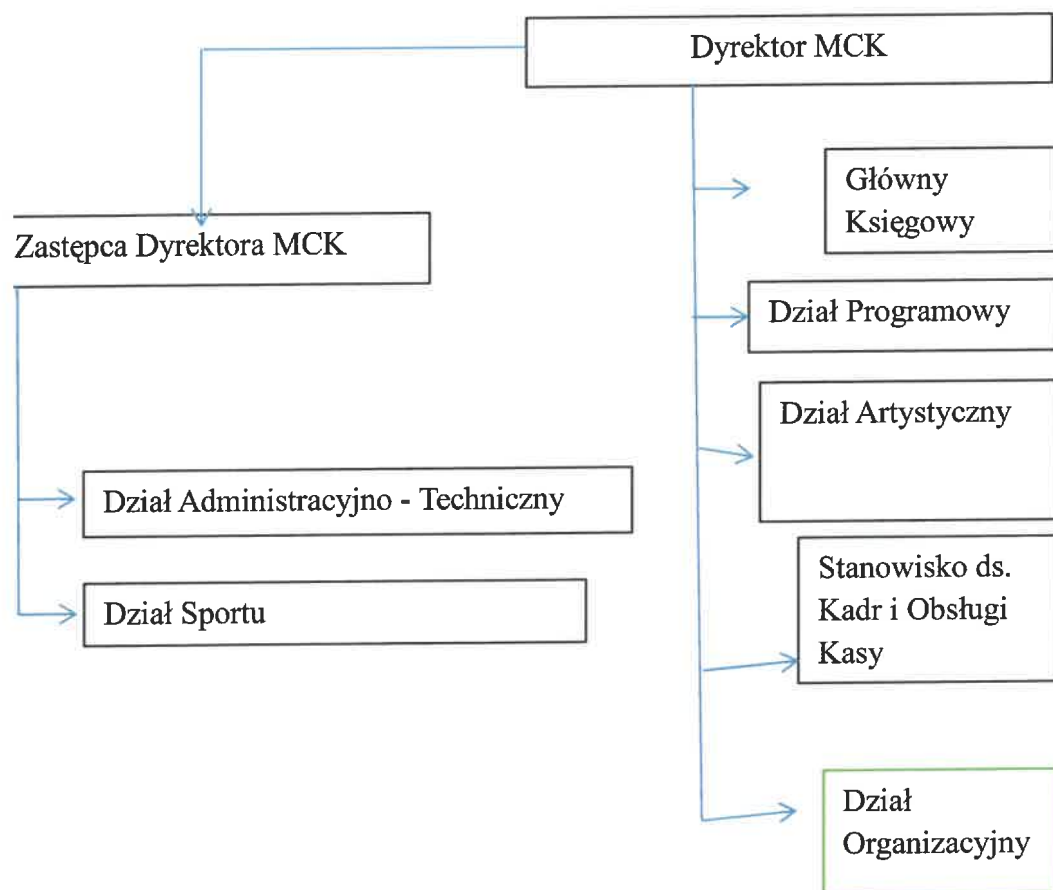 Dyrektor MCK
Główny
Księgowy
Zastępca Dyrektora MCK
Dział Programowy
Dział Artystyczny
Dział Administracyjno - Techniczny
Stanowisko ds.
Kadr i Obsługi
Kasy
Dział Sportu
Dział
Organizacyjny